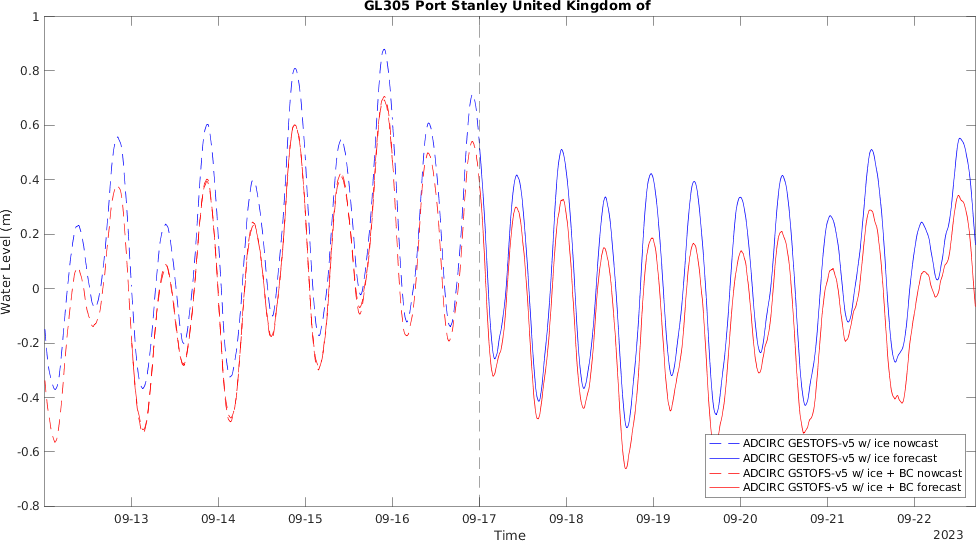 GL305 Port Stanley United Kingdom of
Water Level (m)
1
0.8
0.6
0.4
0.2
0
-0.2
-0.4
-0.6
-0.8
ADCIRC GESTOFS-v5 w/ ice nowcast
ADCIRC GESTOFS-v5 w/ ice forecast
ADCIRC GSTOFS-v5 w/ ice + BC nowcast
ADCIRC GSTOFS-v5 w/ ice + BC forecast
09-13 09-14 09-15 09-16 09-17 09-18 09-19 09-20 09-21 09-22
Time
2023